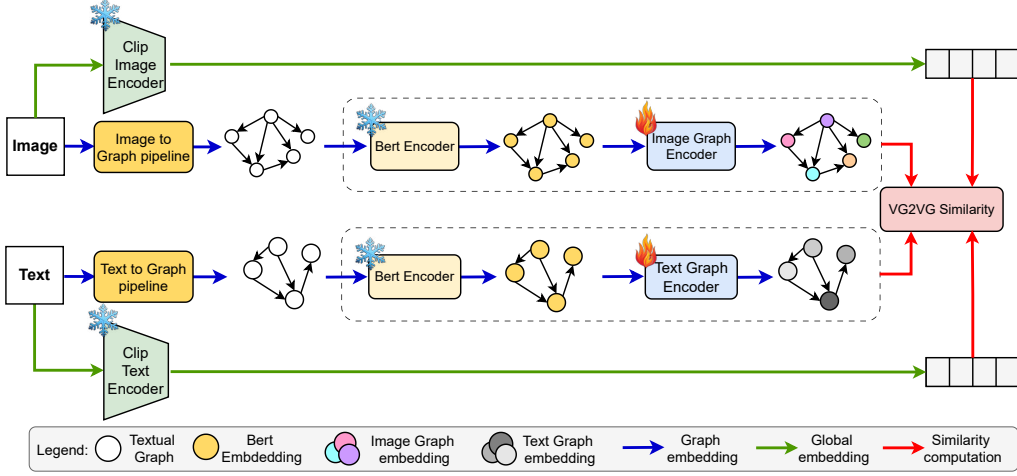 Clip
Image
Encoder
Image
Image to
Graph pipeline
Bert Encoder
Image Graph
Encoder
VG2VG Similarity
Text
Text to Graph
pipeline
Bert Encoder
Text Graph
Encoder
Clip
Text
Encoder
Legend:
Textual
Graph
Bert
Embbedding
Image Graph
embedding
Text Graph
embedding
Graph
embedding
Global
embedding
Similarity
computation